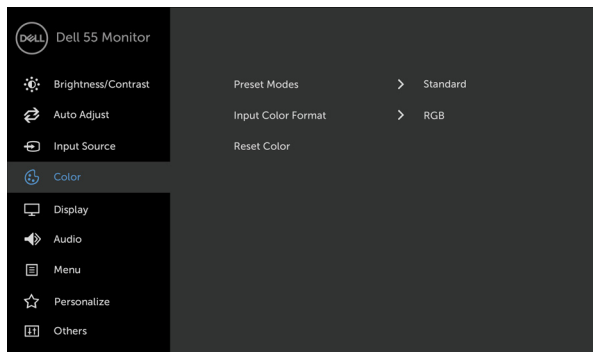 DELL Dell 55 Monitor
Brightness/Contrast
Auto Adjust
Input Source
Color
Display
Audio
Menu
Personalize
Others
Preset Modes > Standard
Input Color Format > RGB
Reset Color